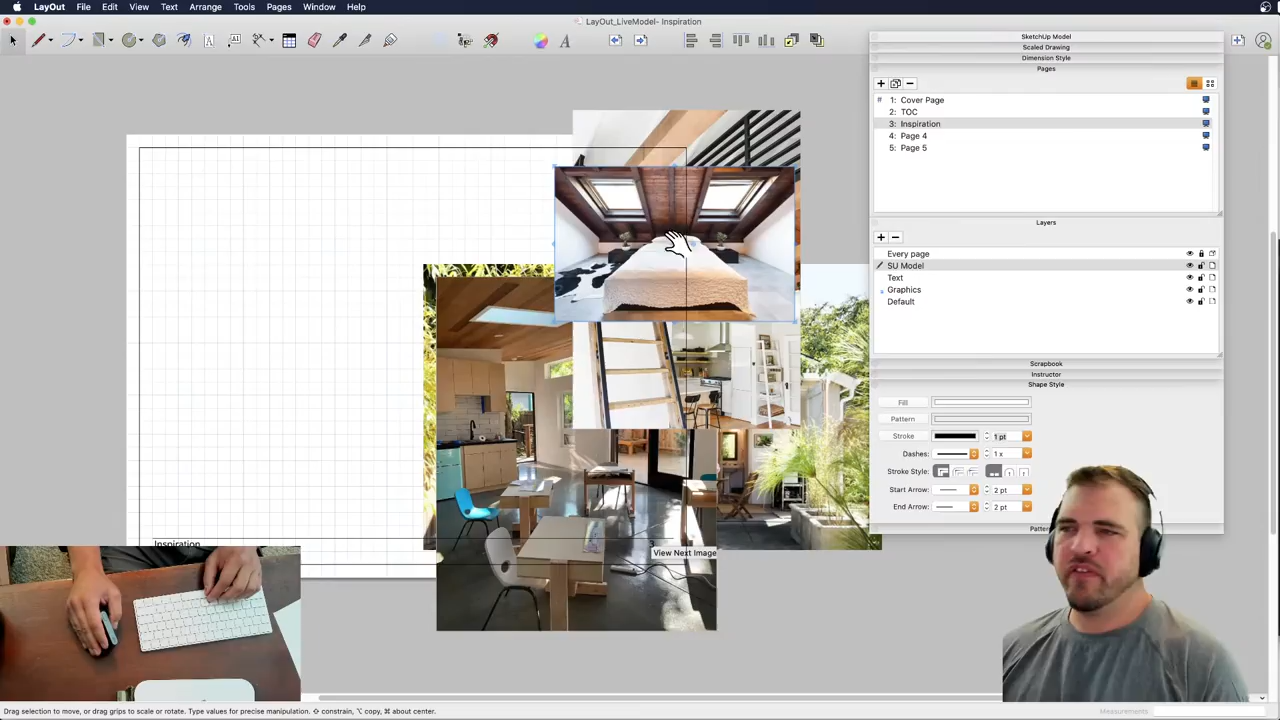 LayOut File Edit View Text Arrange Tools Pages Window Help
LayOut_LiveModel- Inspiration
SketchUp Model
Scaled Drawing
Dimension Style
Pages
# 1: Cover Page
2: TOC
3: Inspiration
4: Page 4
5: Page 5
Layers
Every page
SU Model
Text
Graphics
Default
Scrapbook
Instructor
Shape Style
Fill
Pattern
Stroke 1 pt
Dashes: 1 x
Stroke Style:
Start Arrow: 2 pt
End Arrow: 2 pt
Inspiration
3
View Next Image
Drag selection to move, or drag grips to scale or rotate. Type values for precise manipulation. ⇧ constrain, ⌥ copy, ⌘ about center.
Measurements